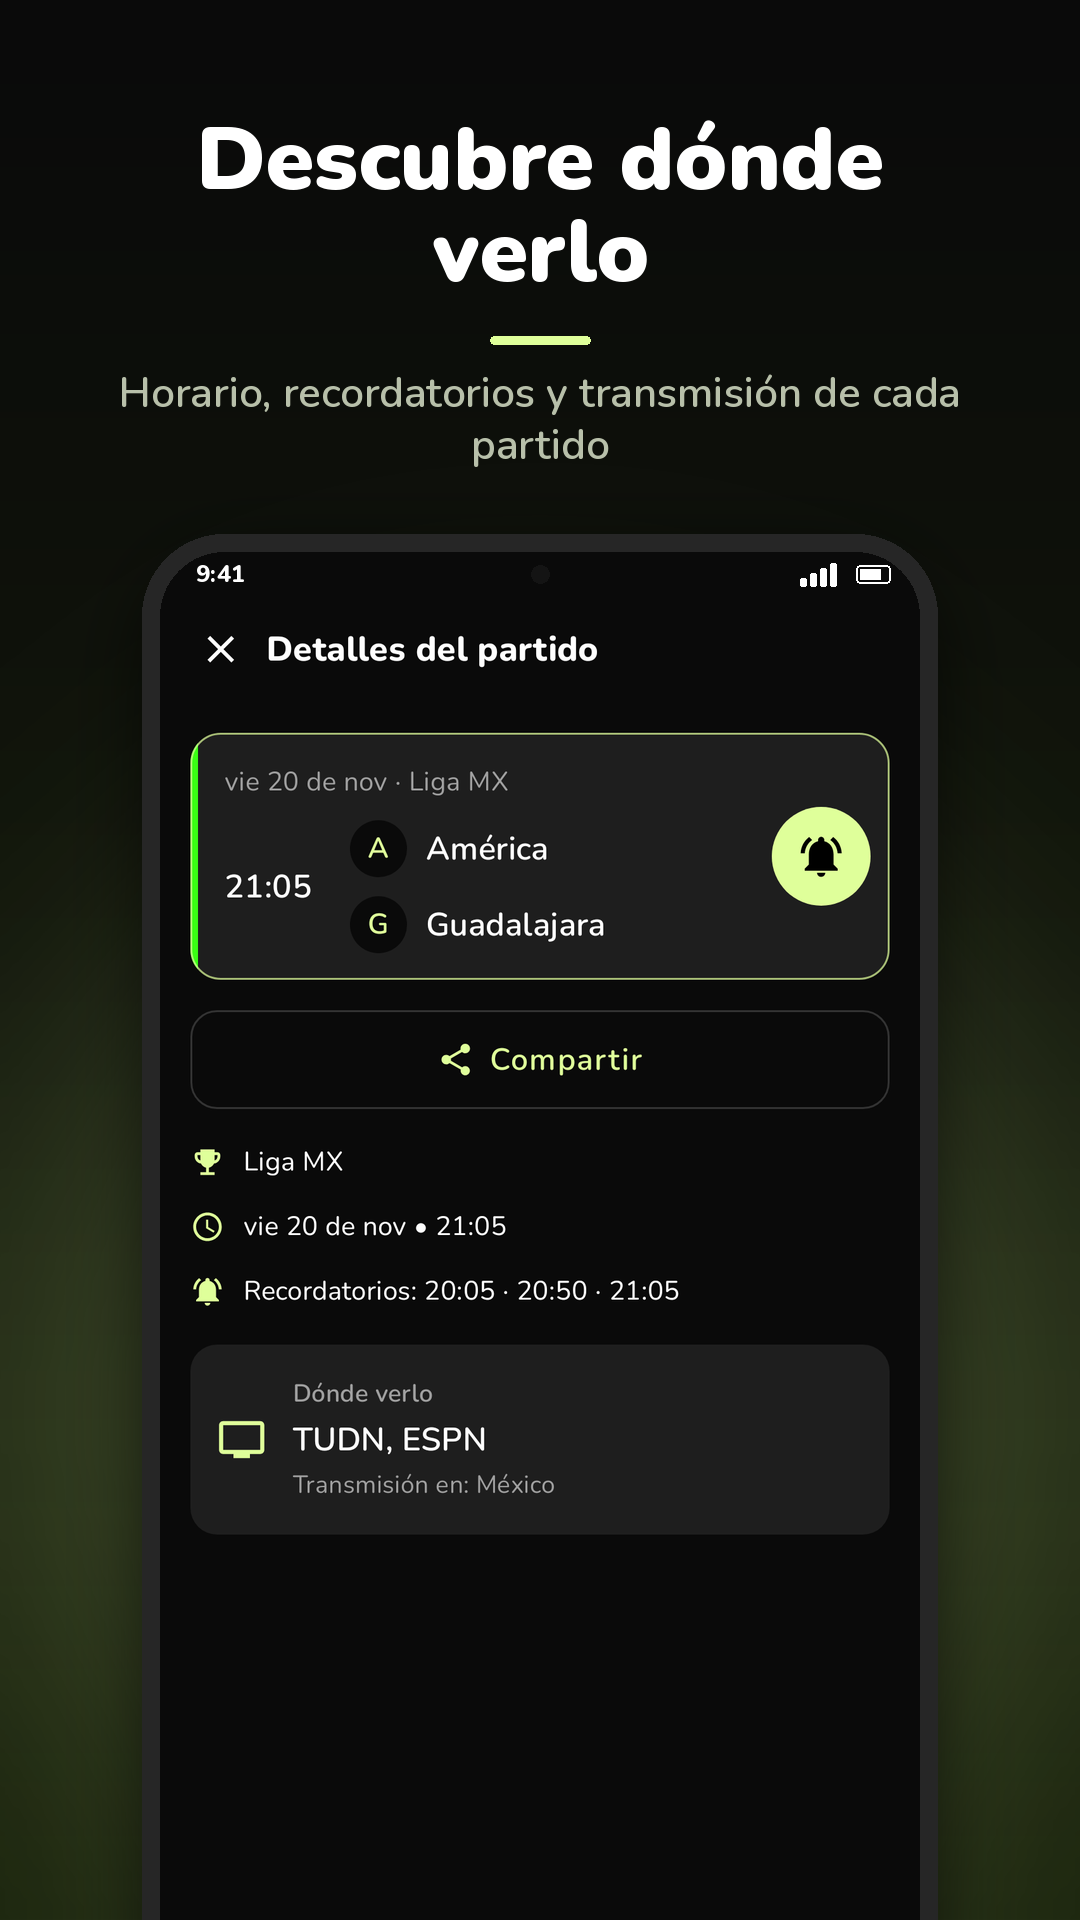 Descubre dónde
verlo
Horario, recordatorios y transmisión de cada
partido
9:41
Detalles del partido
vie 20 de nov · Liga MX
A América
21:05
G Guadalajara
Compartir
Liga MX
vie 20 de nov • 21:05
Recordatorios: 20:05 · 20:50 · 21:05
Dónde verlo
TUDN, ESPN
Transmisión en: México